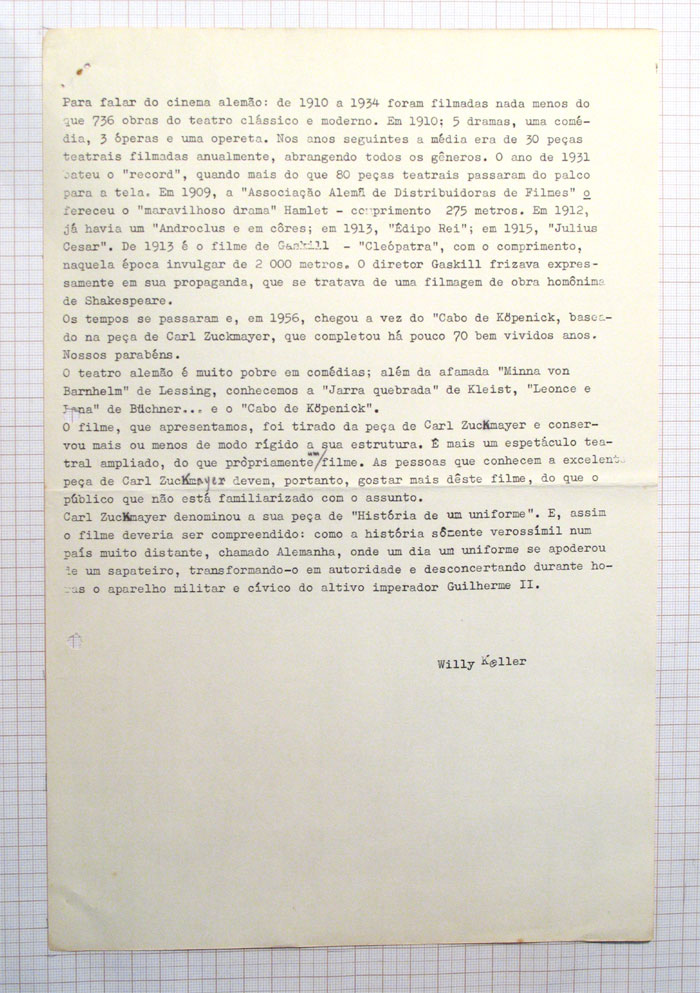 Para falar do cinema alemão: de 1910 a 1934 foram filmadas nada menos do
que 736 obras do teatro clássico e moderno. Em 1910; 5 dramas, uma comé-
dia, 3 óperas e uma opereta. Nos anos seguintes a média era de 30 peças
teatrais filmadas anualmente, abrangendo todos os gêneros. O ano de 1931
bateu o "record", quando mais do que 80 peças teatrais passaram do palco
para a tela. Em 1909, a "Associação Alemã de Distribuidoras de Filmes" o
fereceu o "maravilhoso drama" Hamlet - comprimento 275 metros. Em 1912,
já havia um "Androclus e em côres; em 1913, "Édipo Rei"; em 1915, "Julius
Cesar". De 1913 é o filme de Gaskill - "Cleópatra", com o comprimento,
naquela época invulgar de 2 000 metros. O diretor Gaskill frizava expres-
samente em sua propaganda, que se tratava de uma filmagem de obra homônima
de Shakespeare.
Os tempos se passaram e, em 1956, chegou a vez do "Cabo de Köpenick, basea-
do na peça de Carl Zuckmayer, que completou há pouco 70 bem vividos anos.
Nossos parabéns.
O teatro alemão é muito pobre em comédias; além da afamada "Minna von
Barnhelm" de Lessing, conhecemos a "Jarra quebrada" de Kleist, "Leonce e
Lena" de Büchner... e o "Cabo de Köpenick".
O filme, que apresentamos, foi tirado da peça de Carl Zuckmayer e conser-
vou mais ou menos de modo rígido a sua estrutura. É mais um espetáculo tea-
tral ampliado, do que pròpriamente um filme. As pessoas que conhecem a excelente
peça de Carl Zuckmayer devem, portanto, gostar mais dêste filme, do que o
público que não está familiarizado com o assunto.
Carl Zuckmayer denominou a sua peça de "História de um uniforme". E, assim
o filme deveria ser compreendido: como a história sòmente verossímil num
país muito distante, chamado Alemanha, onde um dia um uniforme se apoderou
de um sapateiro, transformando-o em autoridade e desconcertando durante ho-
ras o aparelho militar e cívico do altivo imperador Guilherme II.
Willy Keller